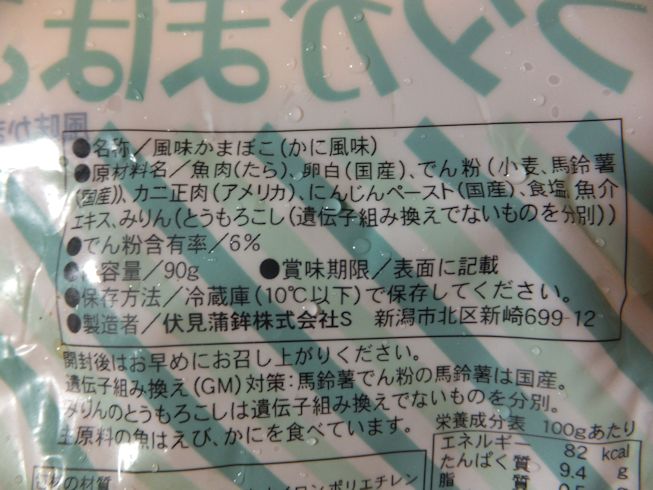 ●名称／風味かまぼこ(かに風味)
●原材料名／魚肉(たら)、卵白(国産)、でん粉(小麦、馬鈴薯
(国産))、カニ正肉(アメリカ)、にんじんペースト(国産)、食塩、魚介
エキス、みりん(とうもろこし(遺伝子組み換えでないものを分別))
●でん粉含有率／6%
●内容量／90g ●賞味期限／表面に記載
●保存方法／冷蔵庫(10℃以下)で保存してください。
●製造者／伏見蒲鉾株式会社S 新潟市北区新崎699-12
開封後はお早めにお召し上がりください。
遺伝子組み換え(GM)対策:馬鈴薯でん粉の馬鈴薯は国産。
みりんのとうもろこしは遺伝子組み換えでないものを分別。
主原料の魚はえび、かにを食べています。
栄養成分表 100gあたり
エネルギー 82 kcal
たんぱく質 9.4 g
脂 質
の材質
ポリエチレン